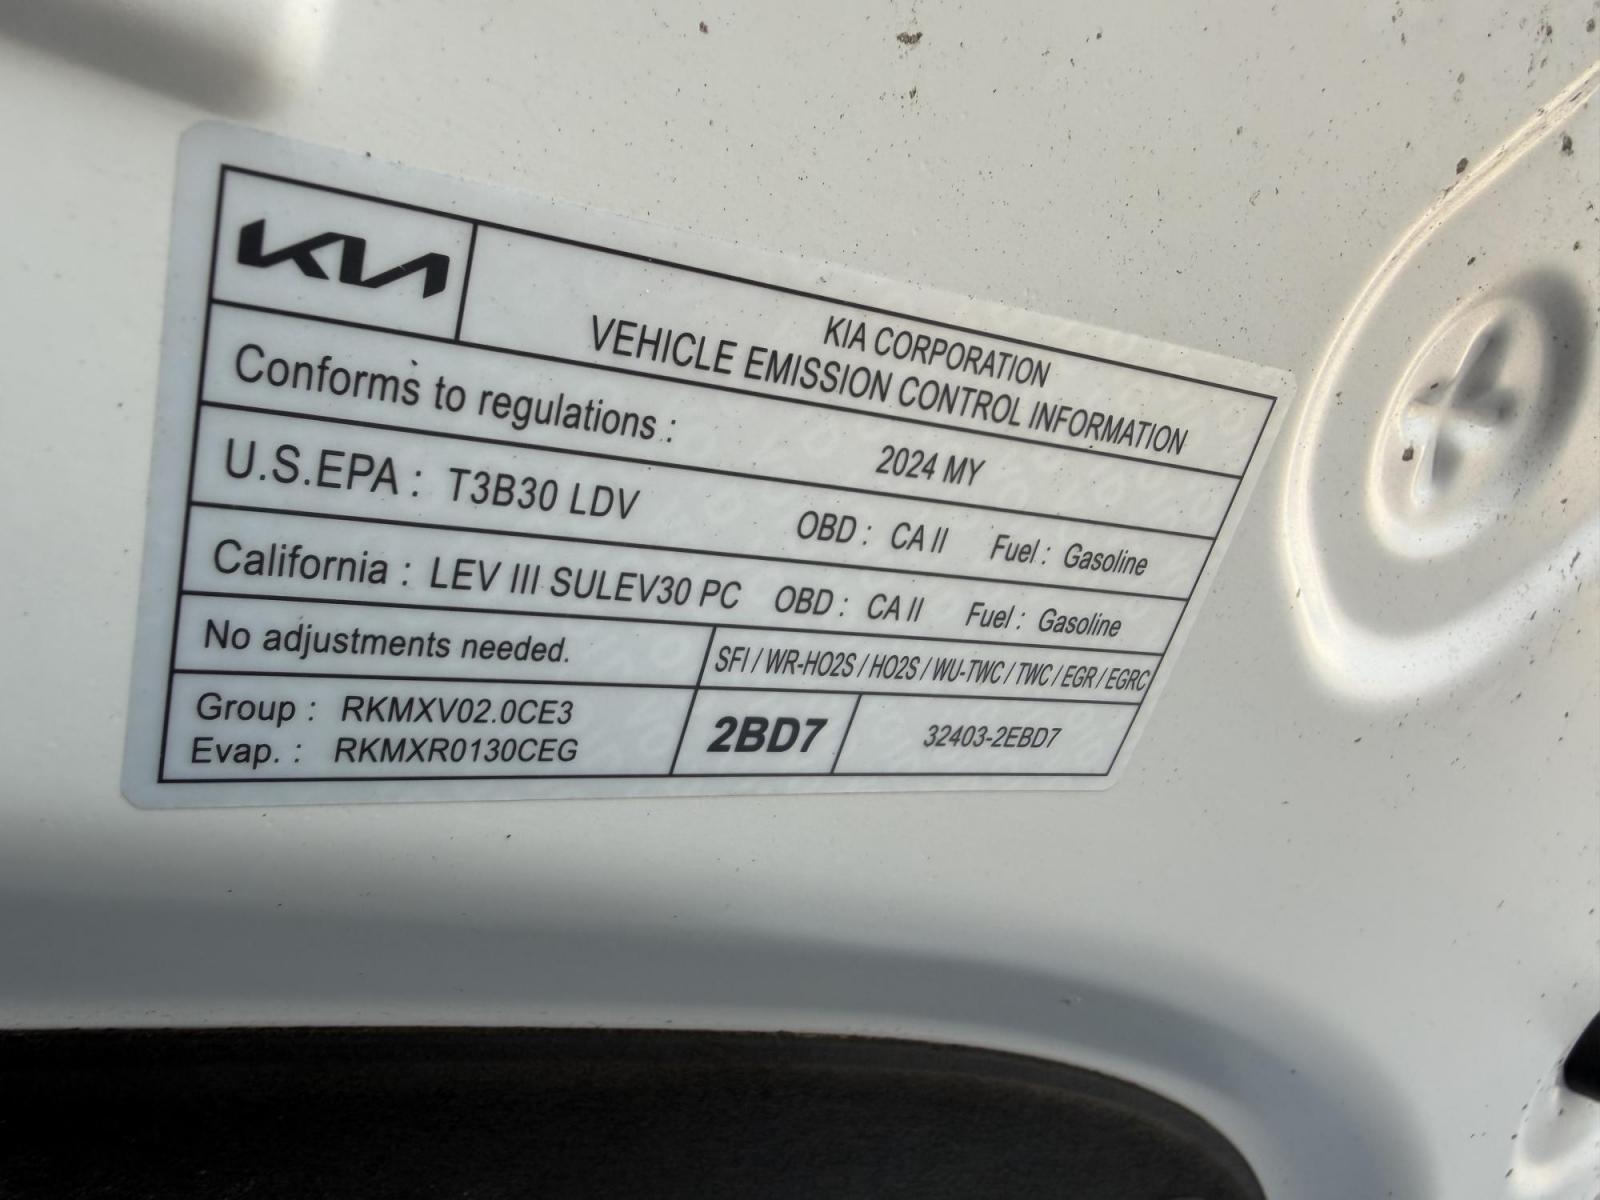 KIA
KIA CORPORATION
VEHICLE EMISSION CONTROL INFORMATION
Conforms to regulations : 2024 MY
U.S.EPA : T3B30 LDV OBD : CA II Fuel : Gasoline
California : LEV III SULEV30 PC OBD : CA II Fuel : Gasoline
No adjustments needed. SFI / WR-HO2S / HO2S / WU-TWC / TWC / EGR / EGRC
Group : RKMXV02.0CE3
Evap. : RKMXR0130CEG
2BD7 32403-2EBD7